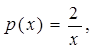 p(x) = 2/x,